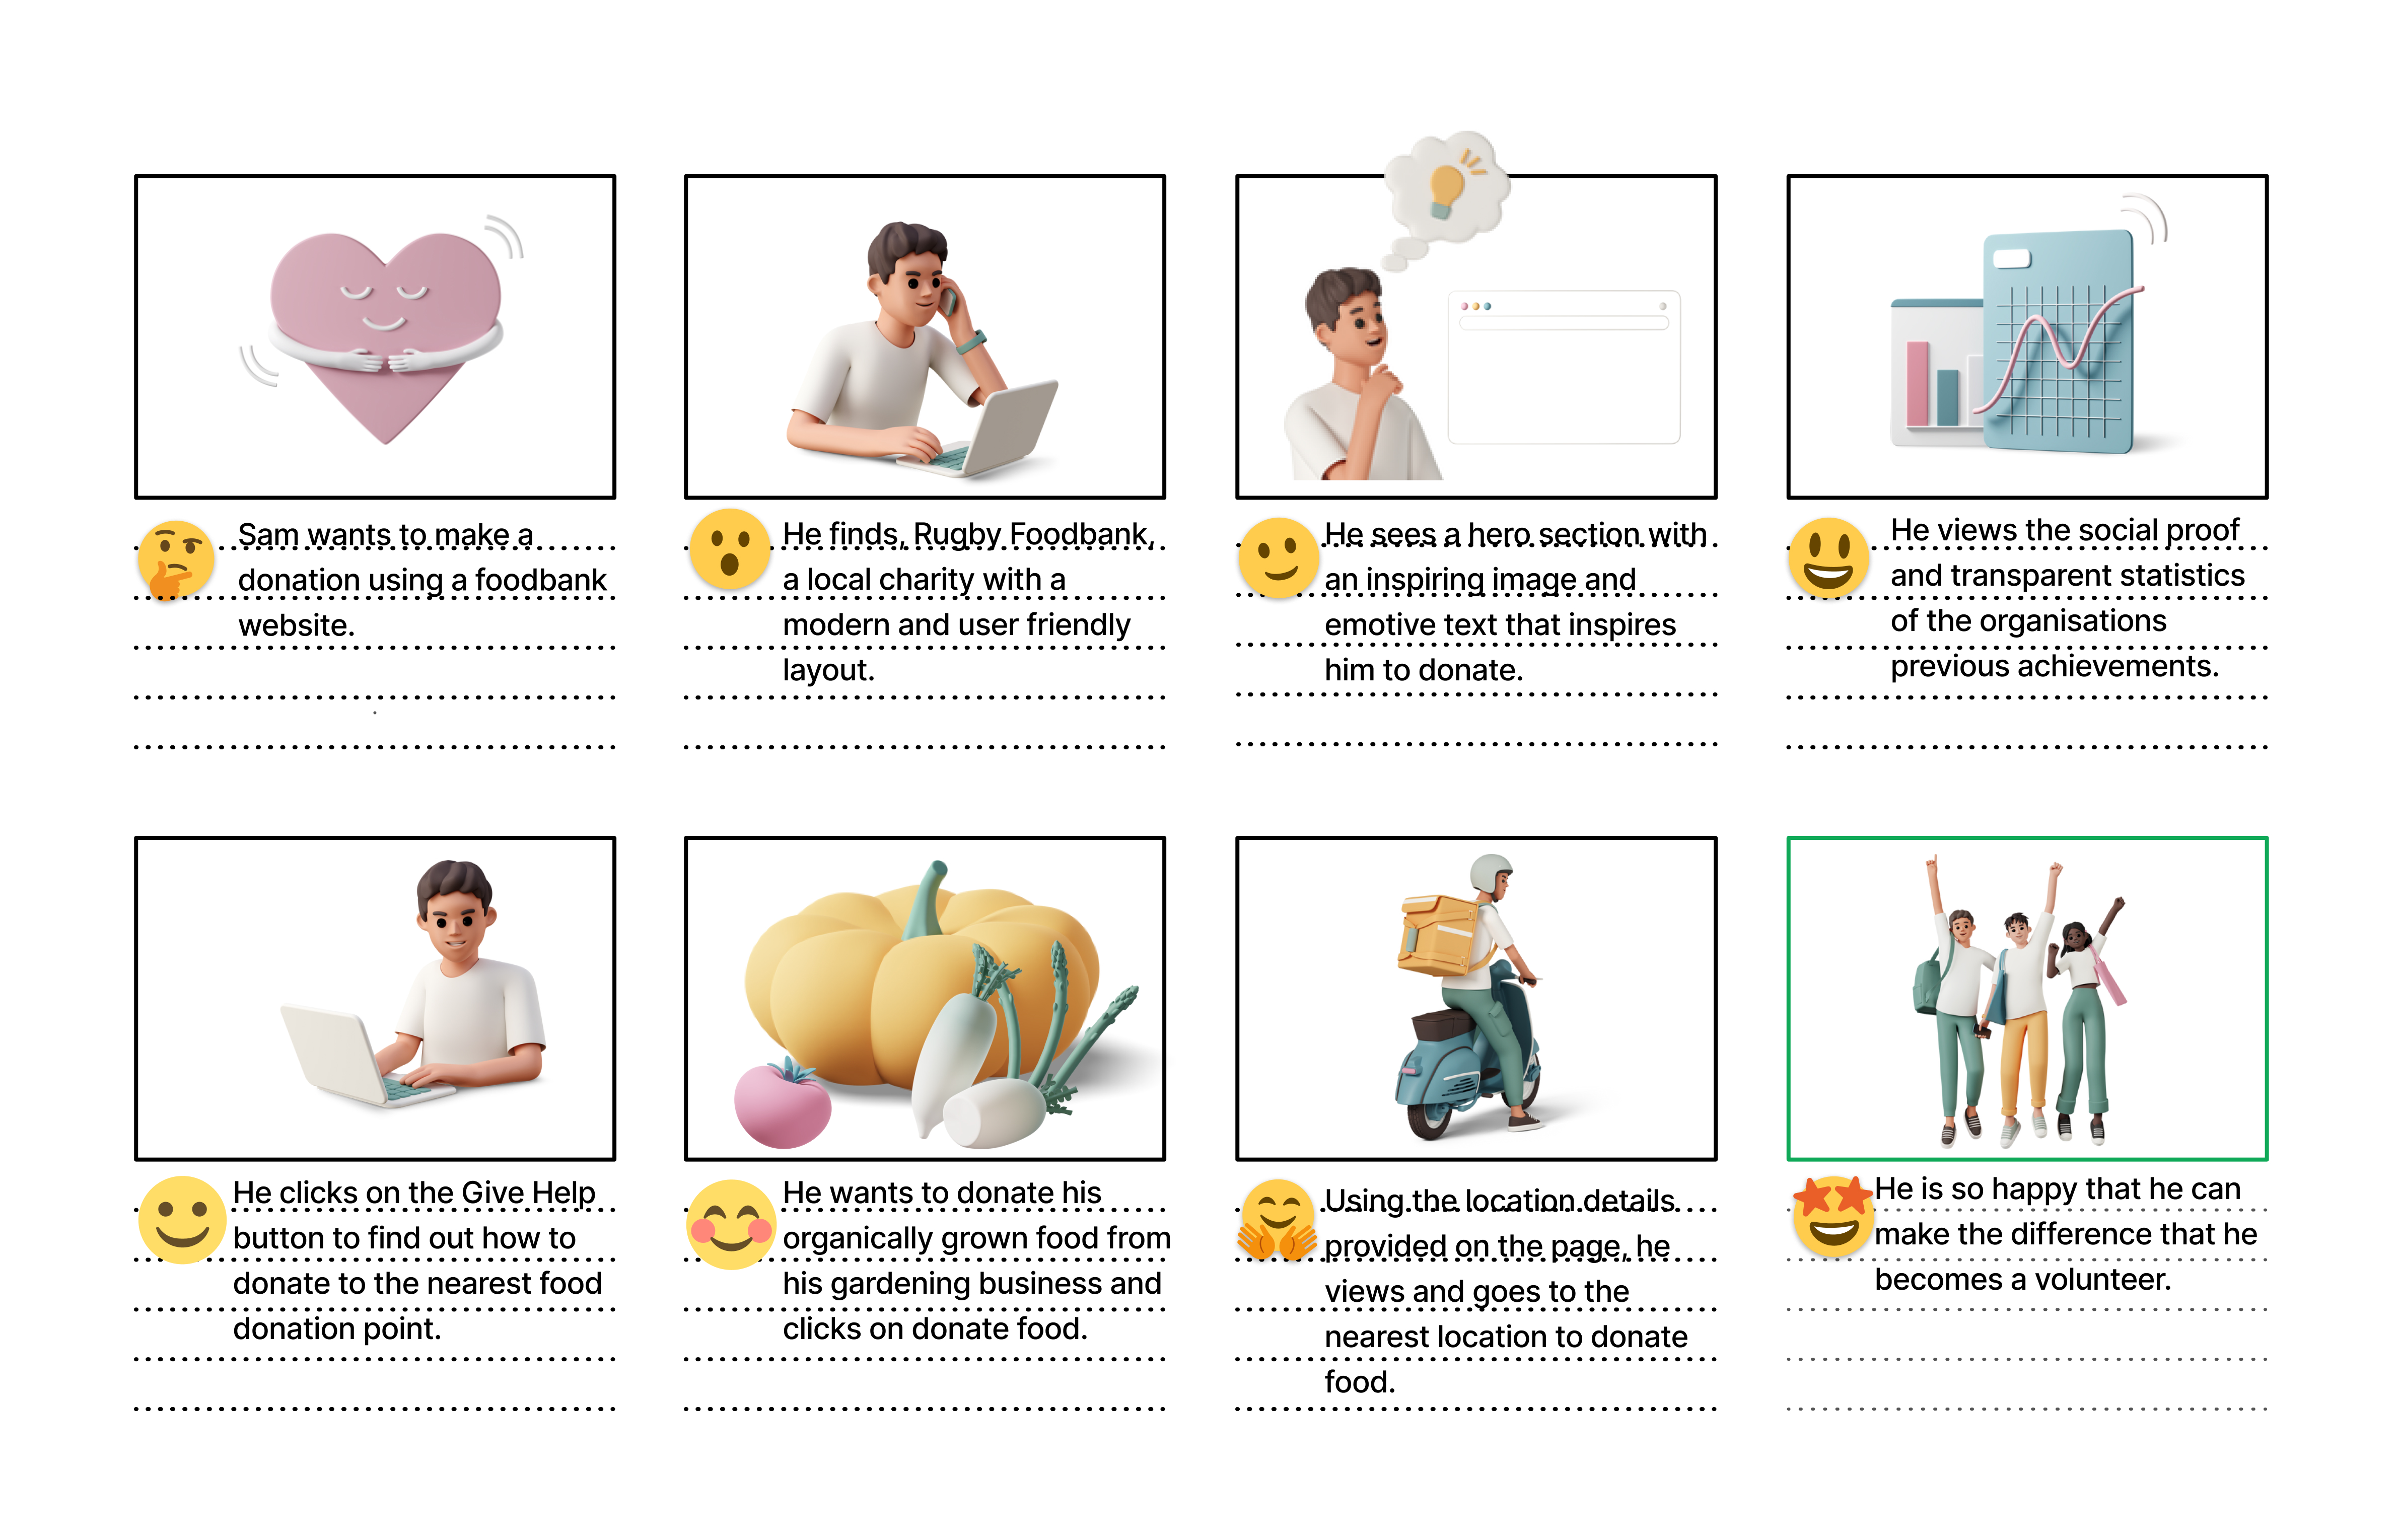 Sam wants to make a
donation using a foodbank
website.
He finds, Rugby Foodbank,
a local charity with a
modern and user friendly
layout.
He sees a hero section with
an inspiring image and
emotive text that inspires
him to donate.
He views the social proof
and transparent statistics
of the organisations
previous achievements.
He clicks on the Give Help
button to find out how to
donate to the nearest food
donation point.
He wants to donate his
organically grown food from
his gardening business and
clicks on donate food.
Using the location details
provided on the page, he
views and goes to the
nearest location to donate
food.
He is so happy that he can
make the difference that he
becomes a volunteer.